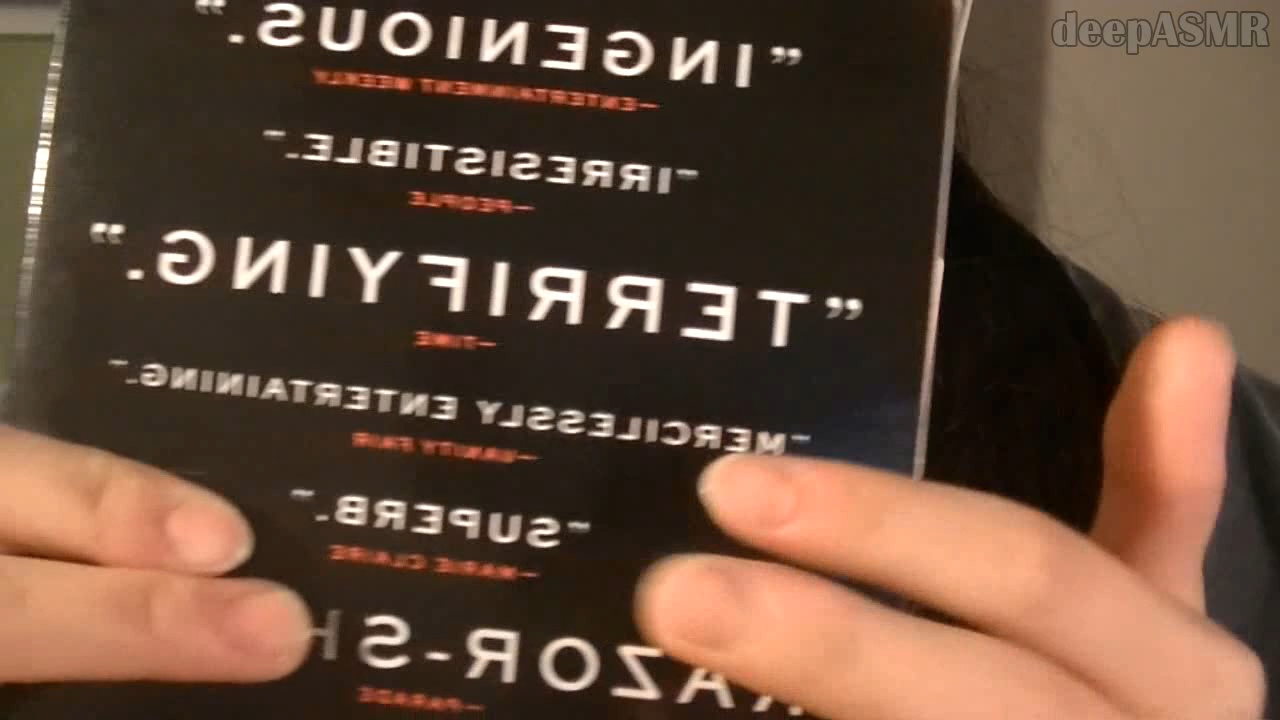 deepASMR
"INGENIOUS."
—ENTERTAINMENT WEEKLY
"IRRESISTIBLE."
—PEOPLE
"TERRIFYING."
—TIME
"MERCILESSLY ENTERTAINING."
—VANITY FAIR
"SUPERB."
—MARIE CLAIRE
RAZOR-SH
—PARADE